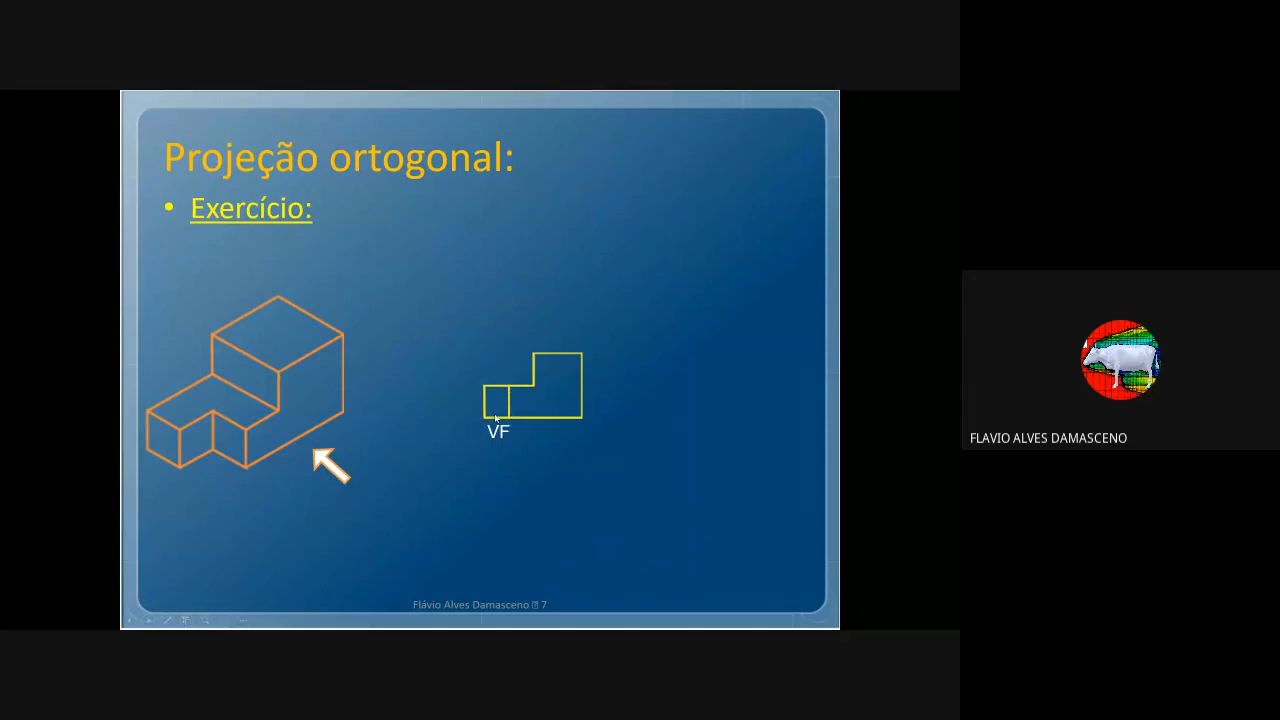 Projeção ortogonal:
• Exercício:
VF
FLAVIO ALVES DAMASCENO
Flávio Alves Damasceno 7